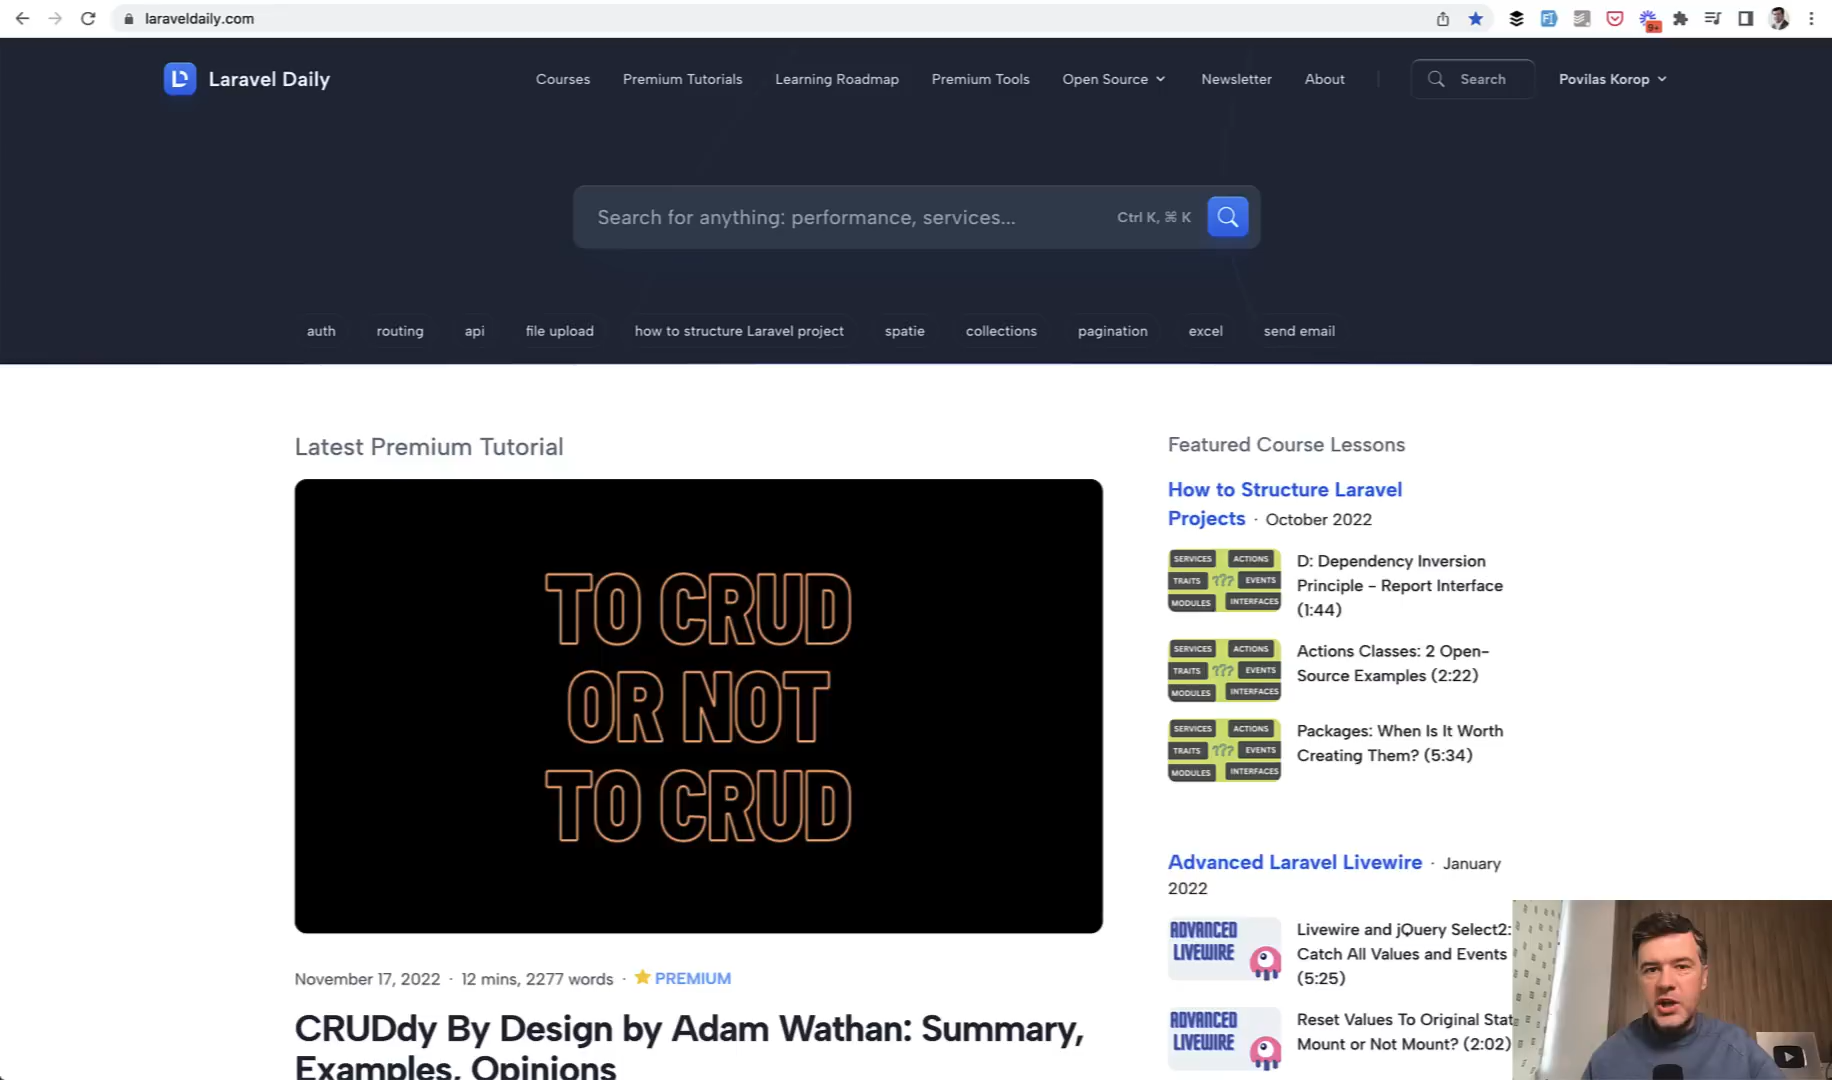 laraveldaily.com
9+
Laravel Daily
Courses
Premium Tutorials
Learning Roadmap
Premium Tools
Open Source
Newsletter
About
Search
Povilas Korop
Search for anything: performance, services...
Ctrl K, ⌘ K
auth
routing
api
file upload
how to structure Laravel project
spatie
collections
pagination
excel
send email
Latest Premium Tutorial
TO CRUD
OR NOT
TO CRUD
November 17, 2022 · 12 mins, 2277 words · PREMIUM
CRUDdy By Design by Adam Wathan: Summary,
Examples, Opinions
Featured Course Lessons
How to Structure Laravel
Projects · October 2022
SERVICES ACTIONS
TRAITS ??? EVENTS
MODULES INTERFACES
D: Dependency Inversion
Principle - Report Interface
(1:44)
SERVICES ACTIONS
TRAITS ??? EVENTS
MODULES INTERFACES
Actions Classes: 2 Open-
Source Examples (2:22)
SERVICES ACTIONS
TRAITS ??? EVENTS
MODULES INTERFACES
Packages: When Is It Worth
Creating Them? (5:34)
Advanced Laravel Livewire · January
2022
ADVANCED
LIVEWIRE
Livewire and jQuery Select2:
Catch All Values and Events
(5:25)
ADVANCED
LIVEWIRE
Reset Values To Original Stat
Mount or Not Mount? (2:02)